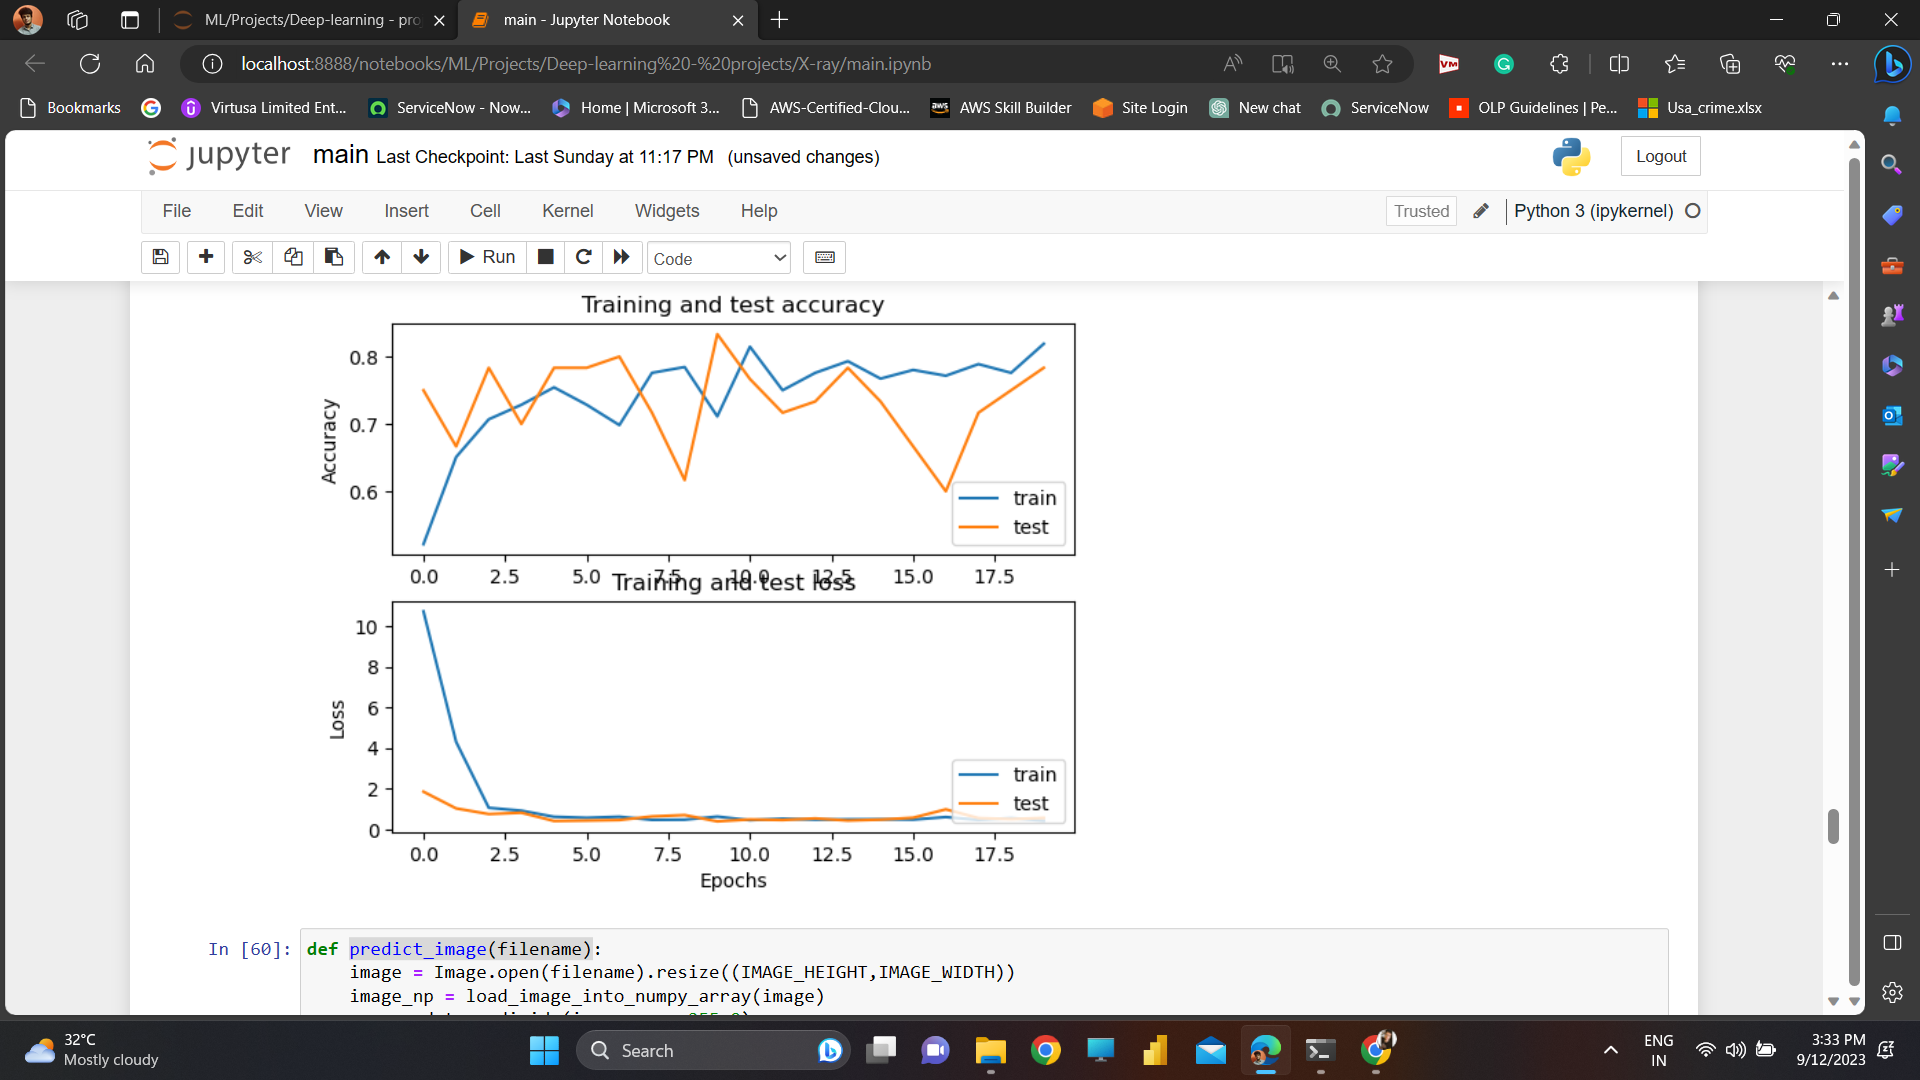 ML/Projects/Deep-learning - pro
main - Jupyter Notebook
localhost:8888/notebooks/ML/Projects/Deep-learning%20-%20projects/X-ray/main.ipynb
Bookmarks
Virtusa Limited Ent...
ServiceNow - Now...
Home | Microsoft 3...
AWS-Certified-Clou...
aws
AWS Skill Builder
Site Login
New chat
ServiceNow
OLP Guidelines | Pe...
Usa_crime.xlsx
jupyter main Last Checkpoint: Last Sunday at 11:17 PM (unsaved changes)
Logout
File Edit View Insert Cell Kernel Widgets Help
Trusted
Python 3 (ipykernel)
Run
Code
Training and test accuracy
Accuracy
0.8
0.7
0.6
train
test
0.0 2.5 5.0 7.5 10.0 12.5 15.0 17.5
Training and test loss
Loss
10
8
6
4
2
0
train
test
0.0 2.5 5.0 7.5 10.0 12.5 15.0 17.5
Epochs
In [60]:
def predict_image(filename):
image = Image.open(filename).resize((IMAGE_HEIGHT,IMAGE_WIDTH))
image_np = load_image_into_numpy_array(image)
32°C
Mostly cloudy
Search
ENG
IN
3:33 PM
9/12/2023